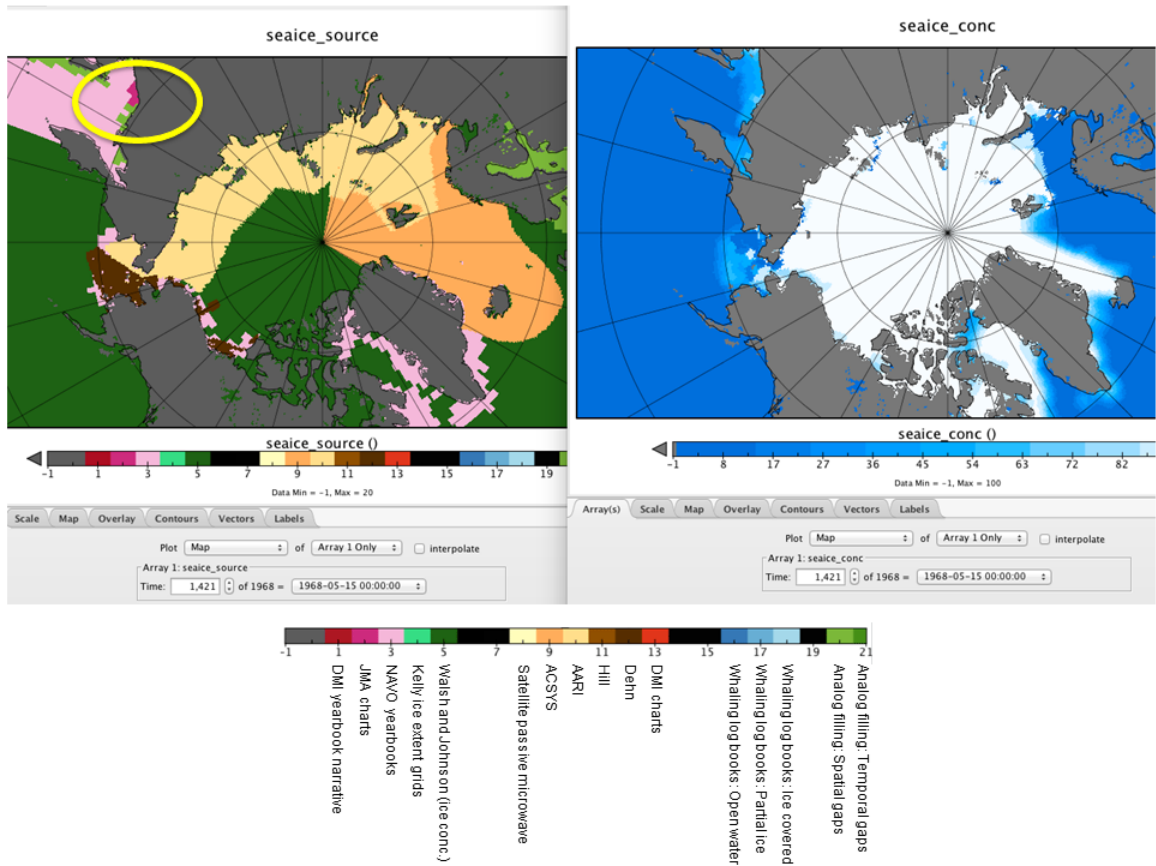 seaice_source
seaice_conc
seaice_source ()
-1 1 3 5 7 9 11 13 15 17 19
Data Min = -1, Max = 20
seaice_conc ()
-1 8 17 27 36 45 54 63 72 82
Data Min = -1, Max = 100
Scale Map Overlay Contours Vectors Labels
Plot Map of Array 1 Only interpolate
Array 1: seaice_source
Time: 1,421 of 1968 = 1968-05-15 00:00:00
Array(s) Scale Map Overlay Contours Vectors Labels
Plot Map of Array 1 Only interpolate
Array 1: seaice_conc
Time: 1,421 of 1968 = 1968-05-15 00:00:00
-1 1 3 5 7 9 11 13 15 17 19 21
DMI yearbook narrative
JMA charts
NAVO yearbooks
Kelly ice extent grids
Walsh and Johnson (ice conc.)
Satellite passive microwave
ACSYS
AARI
Hill
Dehn
DMI charts
Whaling log books: Open water
Whaling log books: Partial ice
Whaling log books: Ice covered
Analog filling: Spatial gaps
Analog filling: Temporal gaps